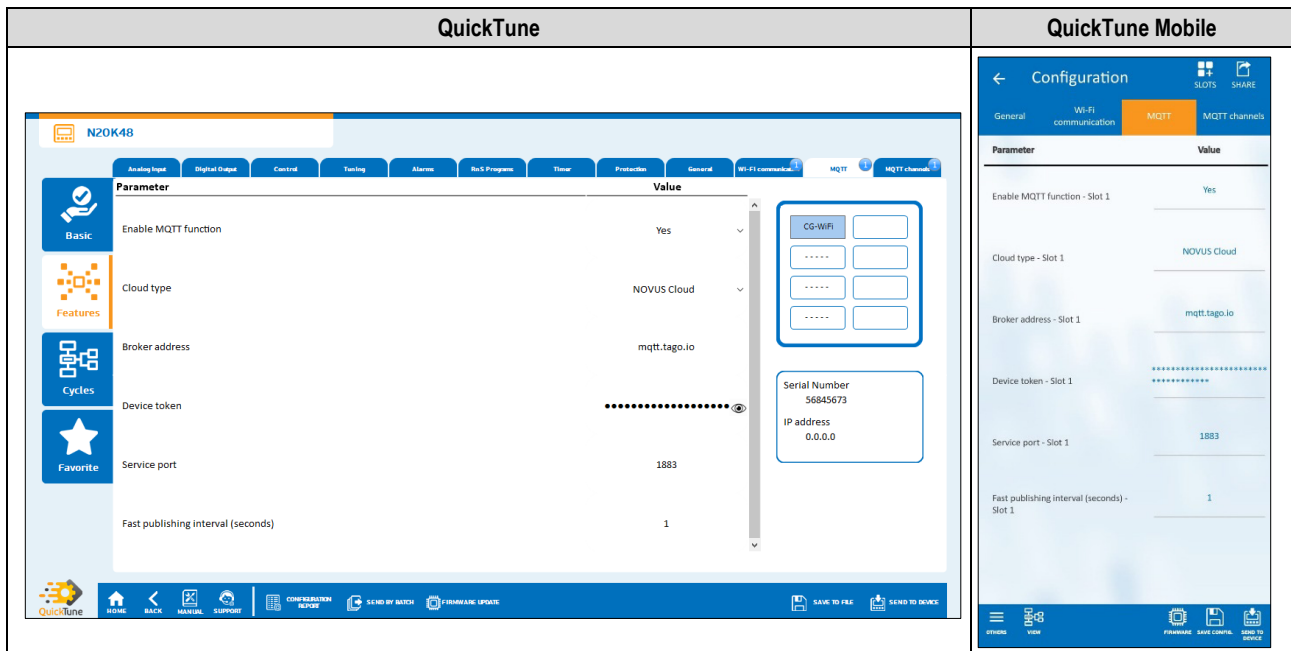 QuickTune
QuickTune Mobile
N20K48
Analog Input
Digital Output
Control
Tuning
Alarms
RoS Programs
Timer
Protection
General
1
MQTT
1
MQTT channels
1
Basic
Features
Cycles
Favorite
Parameter
Value
Enable MQTT function
Yes
Cloud type
NOVUS Cloud
Broker address
mqtt.tago.io
Device token
•••••••••••••••••••
Service port
1883
Fast publishing interval (seconds)
1
CG-WiFi
- - - - -
- - - - -
- - - - -
Serial Number
56845673
IP address
0.0.0.0
QuickTune
HOME
BACK
MANUAL
SUPPORT
CONFIGURATION
REPORT
SEND BY BATCH
FIRMWARE UPDATE
SAVE TO FILE
SEND TO DEVICE
Configuration
SLOTS
SHARE
General
Wi-Fi
communication
MQTT
MQTT channels
Parameter
Value
Enable MQTT function - Slot 1
Yes
Cloud type - Slot 1
NOVUS Cloud
Broker address - Slot 1
mqtt.tago.io
Device token - Slot 1
************************
************
Service port - Slot 1
1883
Fast publishing interval (seconds) -
Slot 1
1
OTHERS
VIEW
FIRMWARE
SAVE CONFIG.
SEND TO
DEVICE